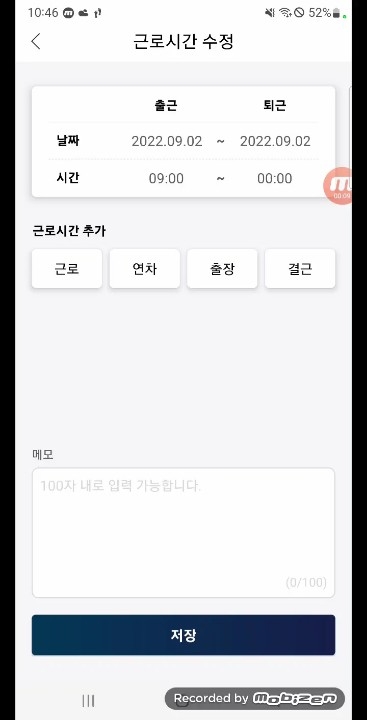 10:46 52%
근로시간 수정
출근 퇴근
날짜 2022.09.02 ~ 2022.09.02
시간 09:00 ~ 00:00
00:09
근로시간 추가
근로 연차 출장 결근
메모
100자 내로 입력 가능합니다.
(0/100)
저장
Recorded by mobizen